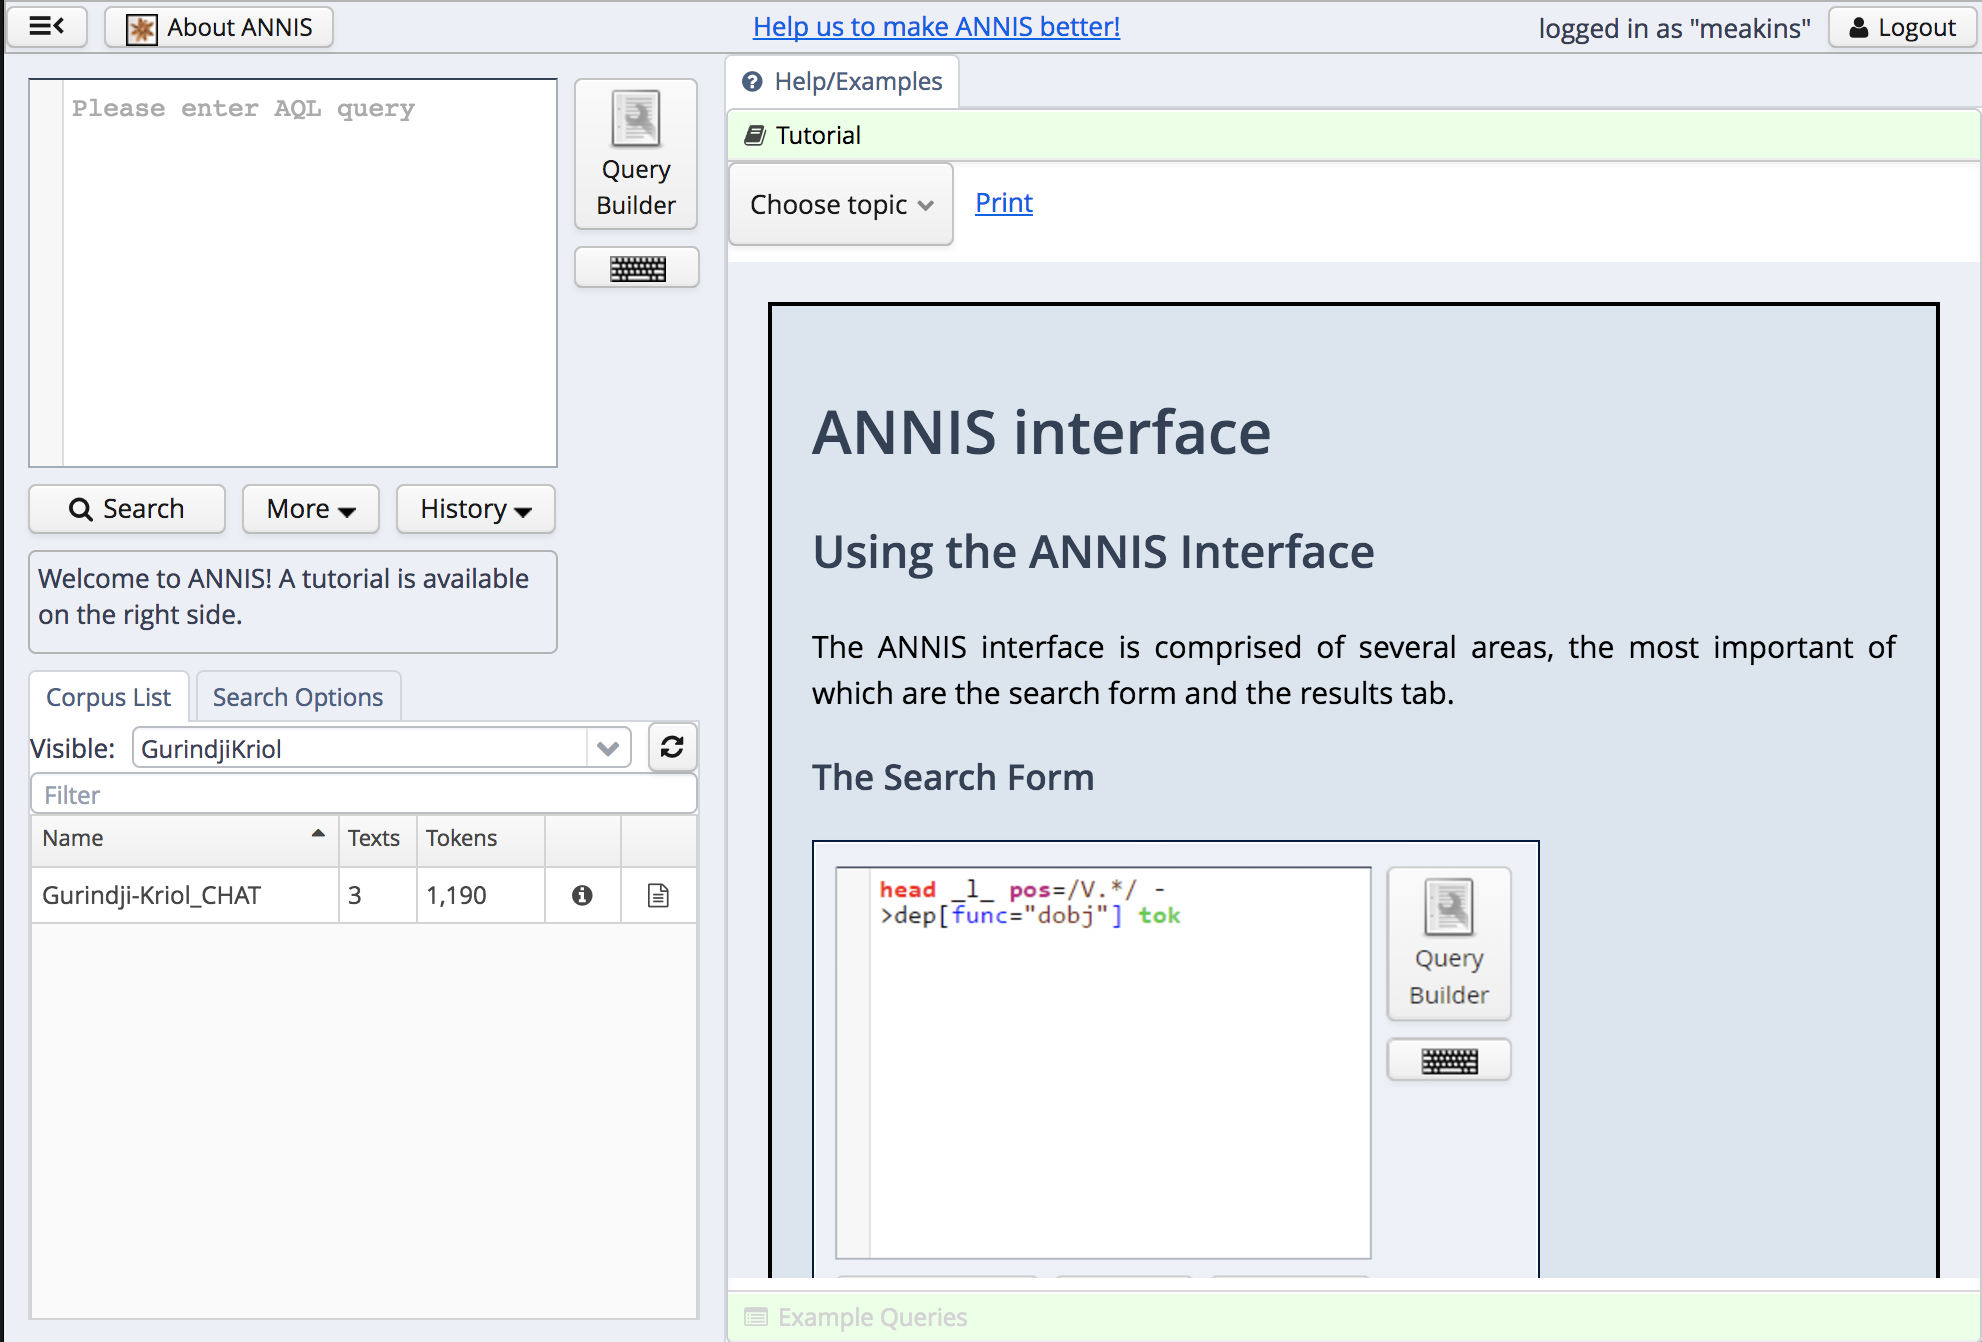 About ANNIS
Help us to make ANNIS better!
logged in as "meakins"
Logout
Please enter AQL query
Query
Builder
Search
More
History
Welcome to ANNIS! A tutorial is available
on the right side.
Corpus List
Search Options
Visible:
GurindjiKriol
Filter
Name
Texts
Tokens
Gurindji-Kriol_CHAT
3
1,190
Help/Examples
Tutorial
Choose topic
Print
ANNIS interface
Using the ANNIS Interface
The ANNIS interface is comprised of several areas, the most important of
which are the search form and the results tab.
The Search Form
head _l_ pos=/V.*/ -
>dep[func="dobj"] tok
Query
Builder
Example Queries